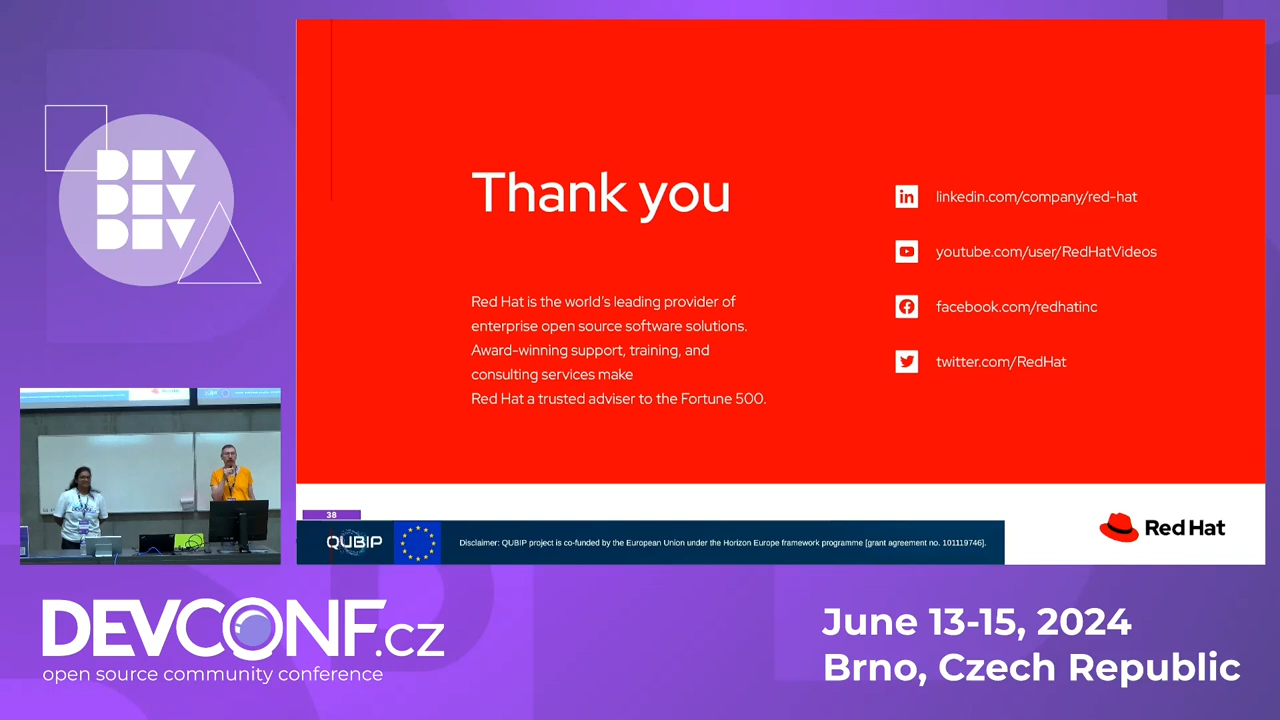 DEV
DEV
DEV
Thank you
Red Hat is the world's leading provider of
enterprise open source software solutions.
Award-winning support, training, and
consulting services make
Red Hat a trusted adviser to the Fortune 500.
linkedin.com/company/red-hat
youtube.com/user/RedHatVideos
facebook.com/redhatinc
twitter.com/RedHat
38
QUBIP
Disclaimer: QUBIP project is co-funded by the European Union under the Horizon Europe framework programme [grant agreement no. 101119746].
Red Hat
DEVCONF.cz
open source community conference
June 13-15, 2024
Brno, Czech Republic